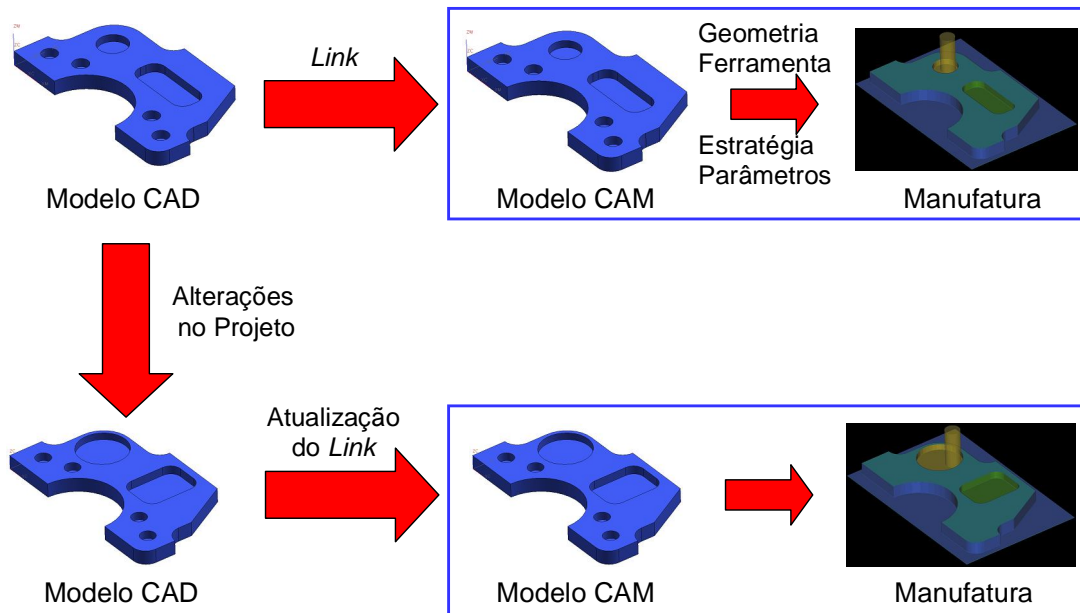 Link
Geometria
Ferramenta
Estratégia
Parâmetros
Modelo CAD
Modelo CAM
Manufatura
Alterações
no Projeto
Atualização
do Link
Modelo CAD
Modelo CAM
Manufatura